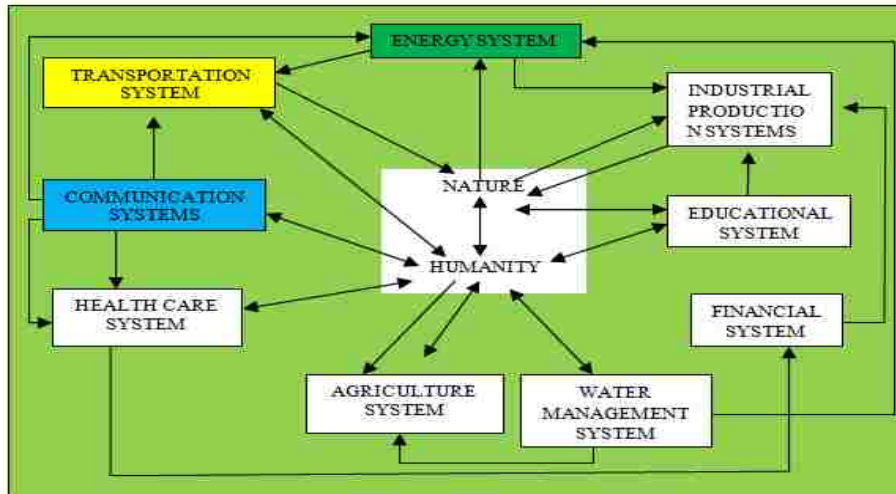 ENERGY SYSTEM
TRANSPORTATION
SYSTEM
INDUSTRIAL
PRODUCTIO
N SYSTEMS
NATURE
COMMUNICATION
SYSTEMS
EDUCATIONAL
SYSTEM
HUMANITY
HEALTH CARE
SYSTEM
FINANCIAL
SYSTEM
AGRICULTURE
SYSTEM
WATER
MANAGEMENT
SYSTEM